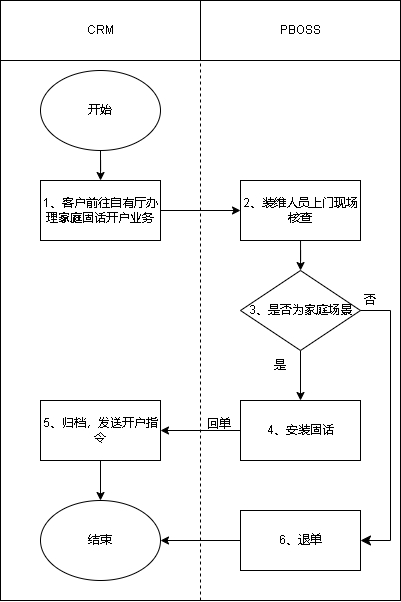 CRM
PBOSS
开始
1、客户前往自有厅办
理家庭固话开户业务
2、装维人员上门现场
核查
3、是否为家庭场景
否
是
5、归档，发送开户指
令
回单
4、安装固话
结束
6、退单